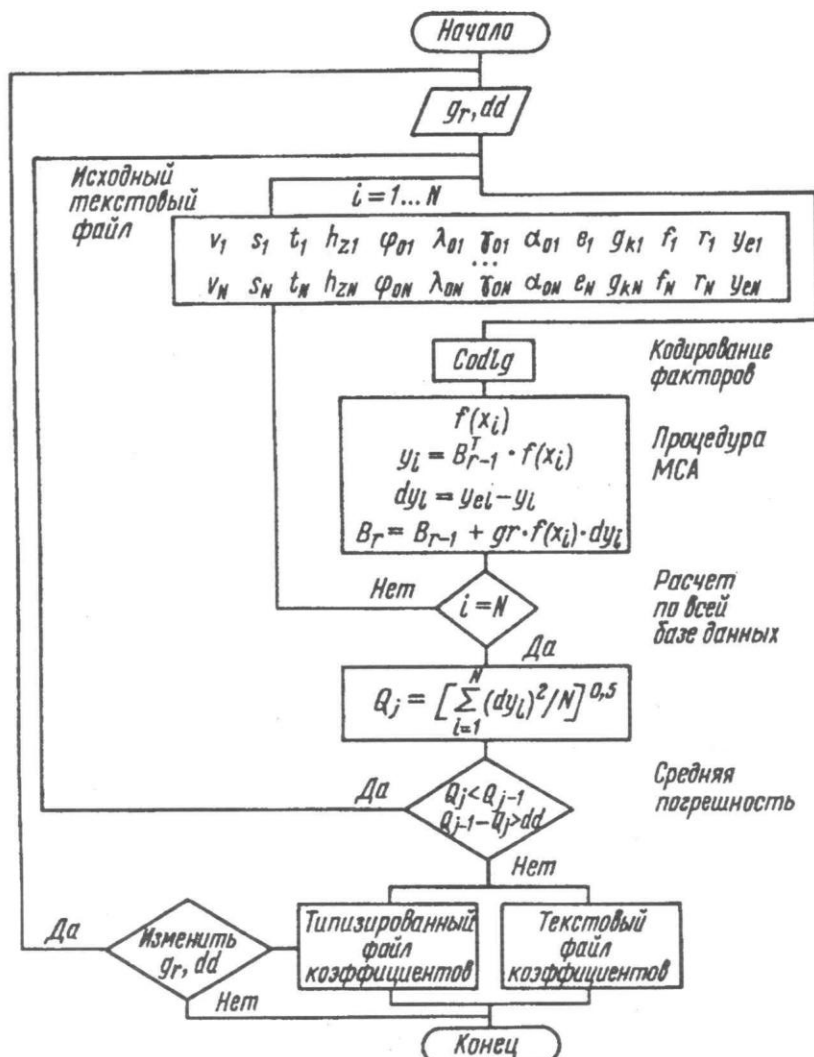 Начало
gr, dd
Исходный
текстовый
файл
i = 1... N
v1 s1 t1 hz1 φ01 λ01 γ01 α01 e1 gk1 f1 r1 ye1
...
vN sN tN hzN φ0N λ0N γ0N α0N eN gkN fN rN yeN
Codlg
Кодирование
факторов
f(xi)
yi = B^T r-1 · f(xi)
dyi = yei − yi
Br = Br-1 + gr · f(xi) · dyi
Процедура
МСА
Нет
i = N
Расчет
по всей
базе данных
Да
Qj = [∑ i=1 N (dyi)²/N]^0,5
Да
Qj < Qj-1
Qj-1 − Qj > dd
Средняя
погрешность
Нет
Да
Изменить
gr, dd
Типизированный
файл
коэффициентов
Текстовый
файл
коэффициентов
Нет
Конец